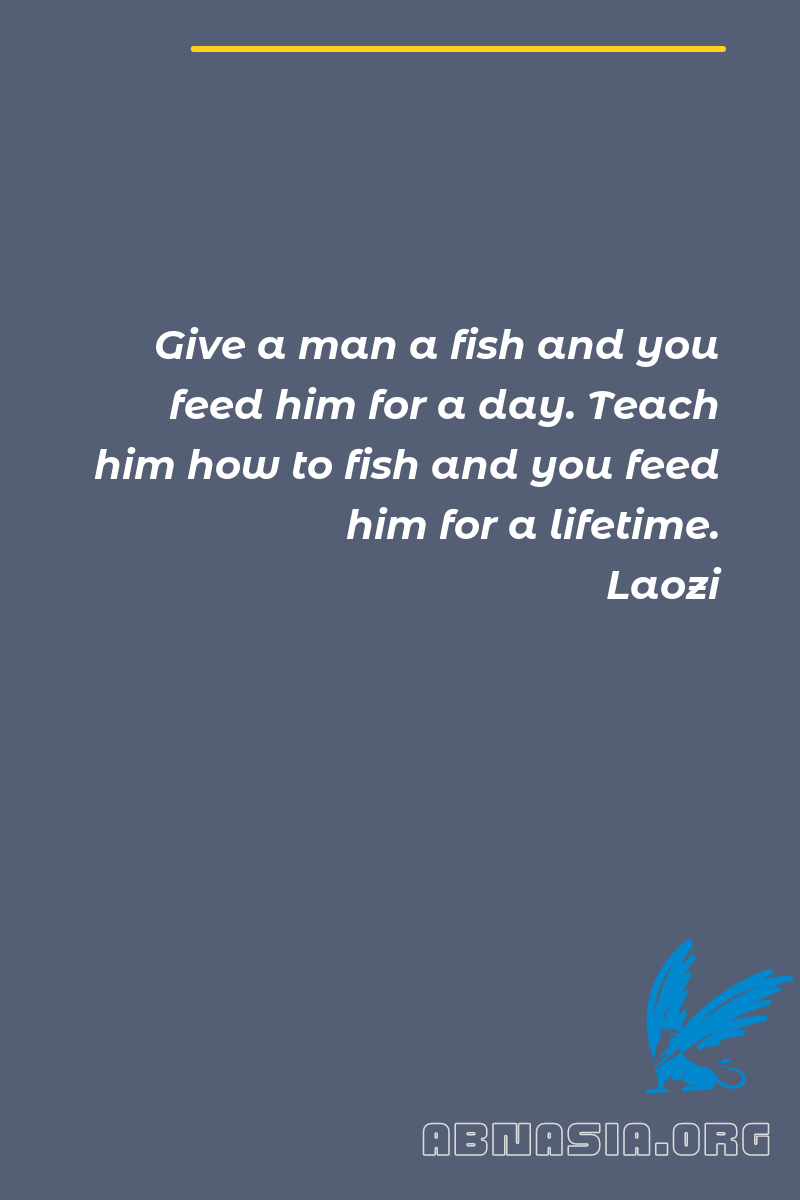 Give a man a fish and you
feed him for a day. Teach
him how to fish and you feed
him for a lifetime.
Laozi
ABNASIA.ORG